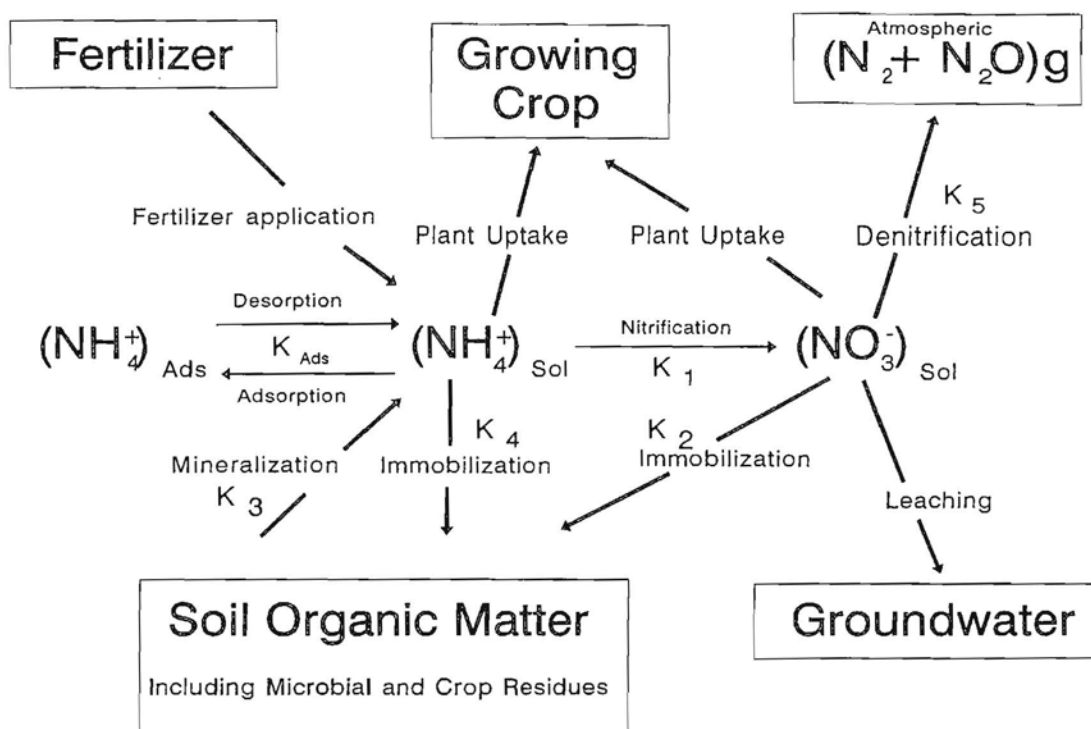 Fertilizer
Growing
Crop
Atmospheric
(N₂ + N₂O)g
K₅
Fertilizer application
Plant Uptake
Plant Uptake
Denitrification
Desorption
(NH₄⁺) Ads
K Ads
(NH₄⁺) Sol
Nitrification
K₁
(NO₃⁻) Sol
Adsorption
K₄
K₂
Mineralization
Immobilization
Immobilization
K₃
Leaching
Soil Organic Matter
Groundwater
Including Microbial and Crop Residues